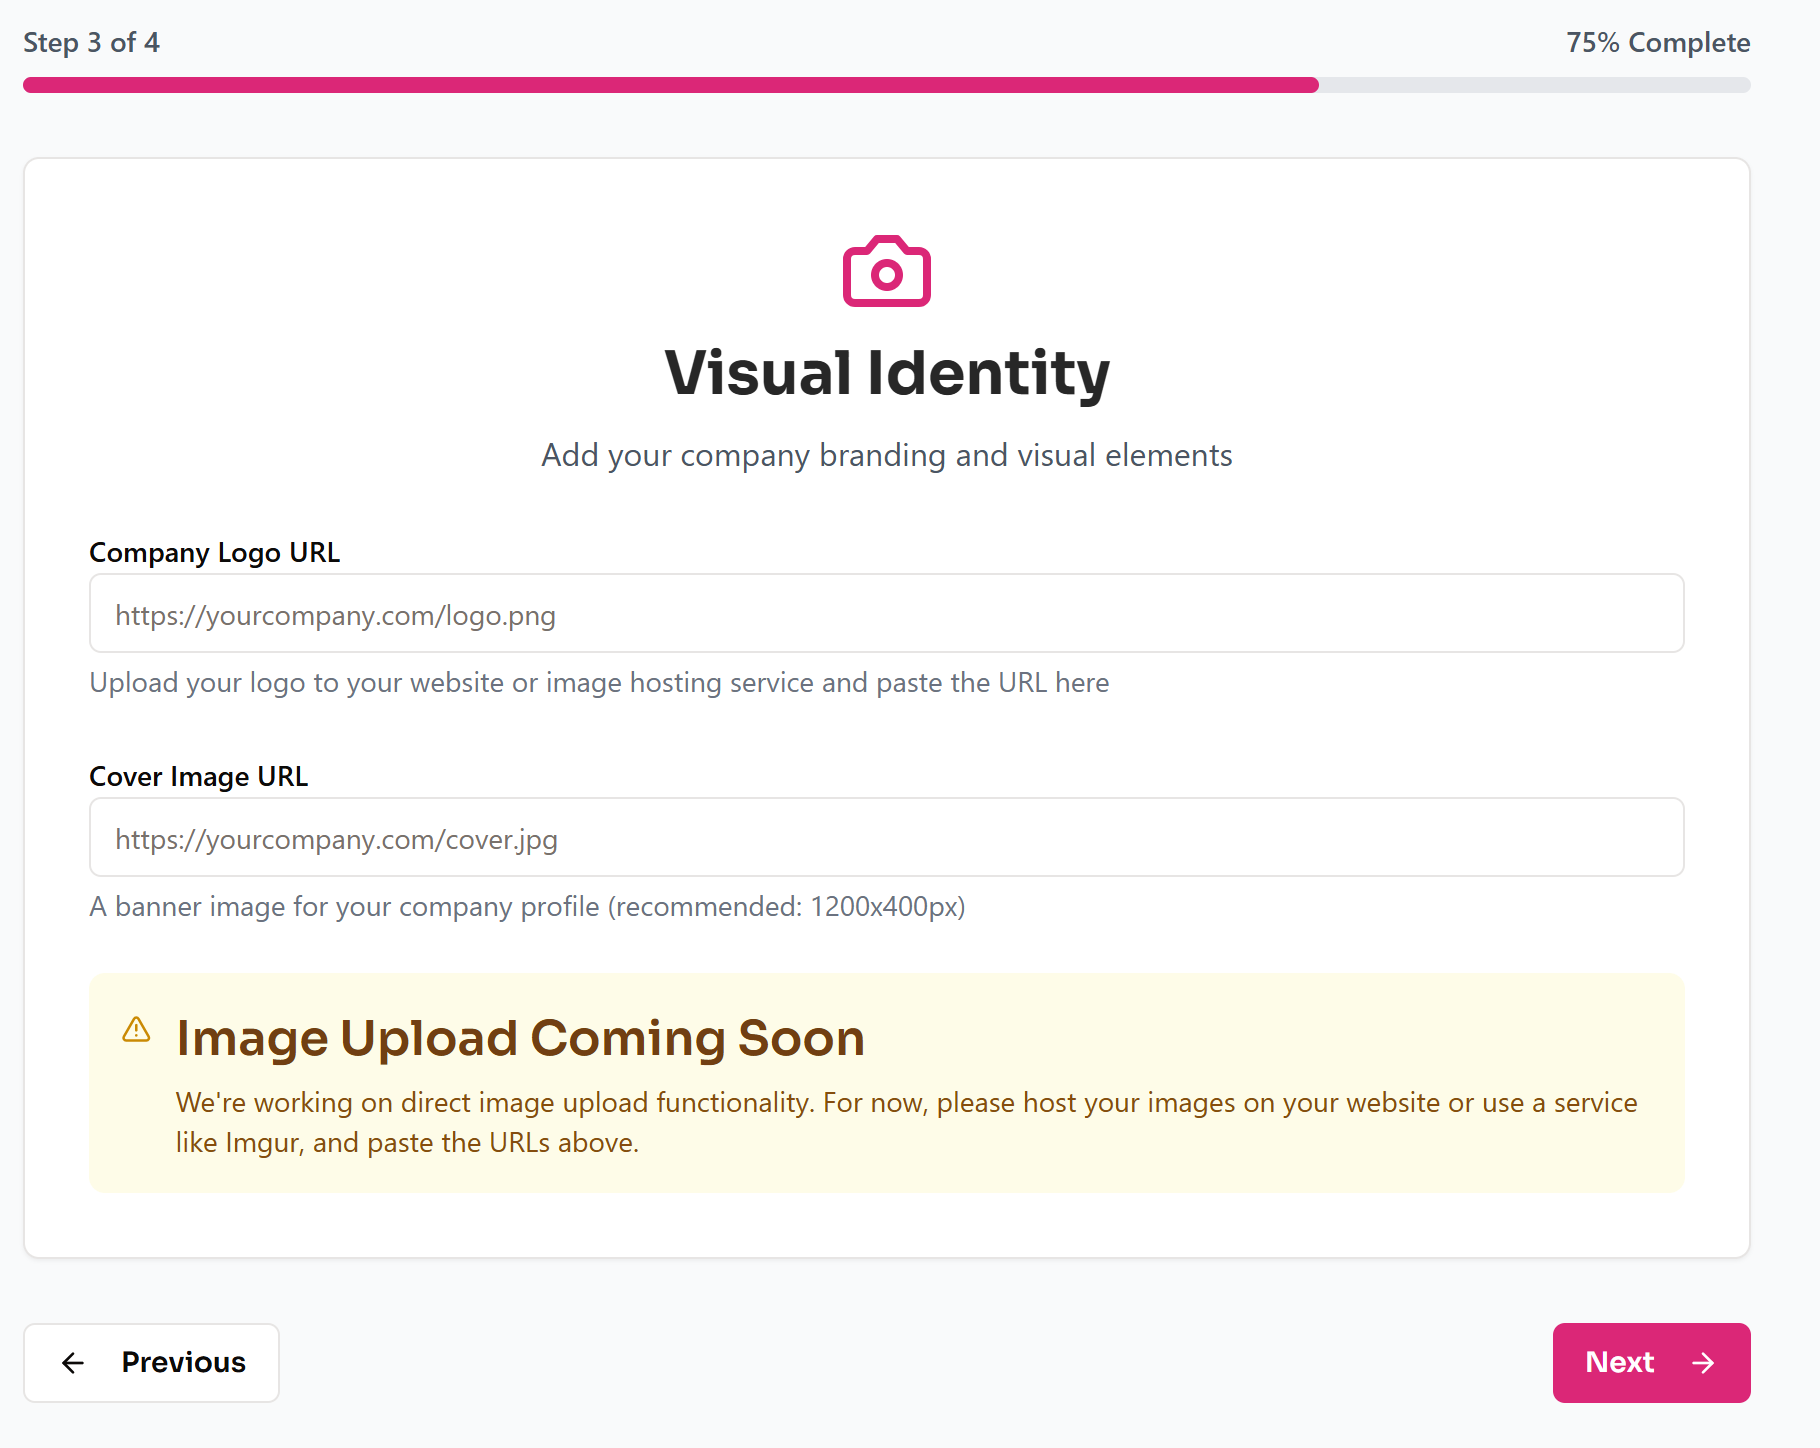 Step 3 of 4
75% Complete
Visual Identity
Add your company branding and visual elements
Company Logo URL
https://yourcompany.com/logo.png
Upload your logo to your website or image hosting service and paste the URL here
Cover Image URL
https://yourcompany.com/cover.jpg
A banner image for your company profile (recommended: 1200x400px)
Image Upload Coming Soon
We're working on direct image upload functionality. For now, please host your images on your website or use a service
like Imgur, and paste the URLs above.
Previous
Next